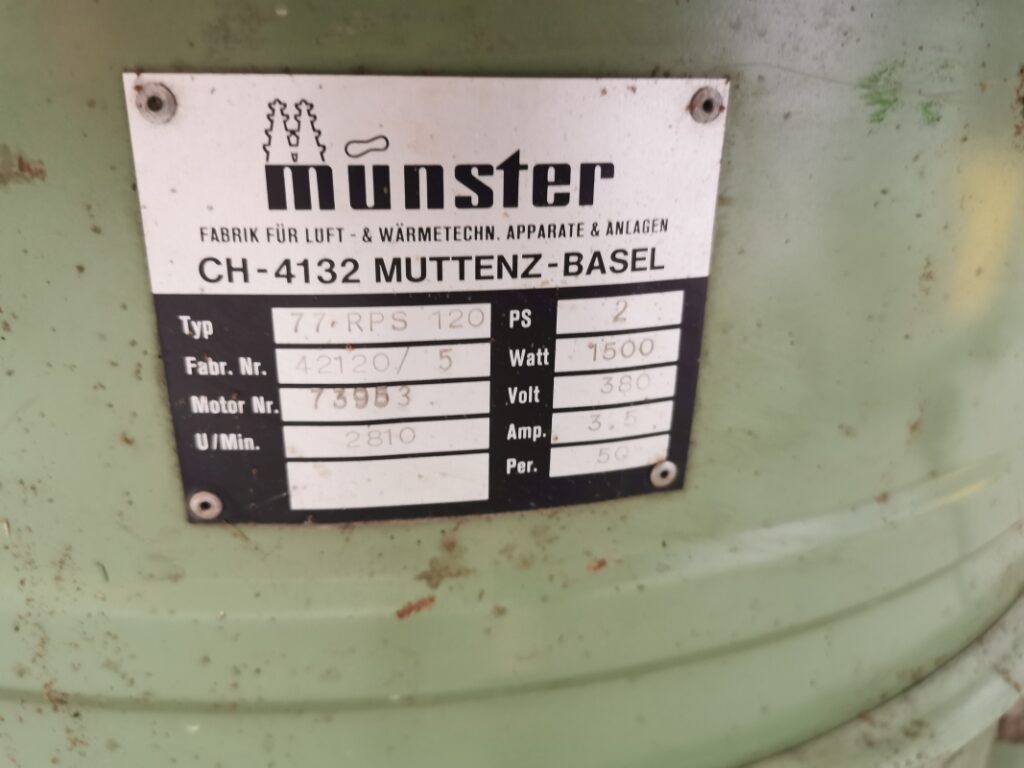 münster
FABRIK FÜR LUFT - & WÄRMETECHN. APPARATE & ANLAGEN
CH-4132 MUTTENZ-BASEL
Typ 77.RPS 120 PS 2
Fabr. Nr. 42120/ 5 Watt 1500
Motor Nr. 73953 Volt 380
U/Min. 2810 Amp. 3.5
Per. 50